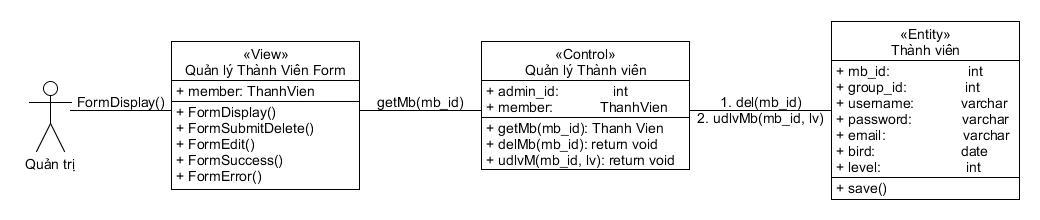 Quản trị
FormDisplay()
«View»
Quản lý Thành Viên Form
+ member: ThanhVien
+ FormDisplay()
+ FormSubmitDelete()
+ FormEdit()
+ FormSuccess()
+ FormError()
getMb(mb_id)
«Control»
Quản lý Thành viên
+ admin_id: int
+ member: ThanhVien
+ getMb(mb_id): Thanh Vien
+ delMb(mb_id): return void
+ udlvM(mb_id, lv): return void
1. del(mb_id)
2. udlvMb(mb_id, lv)
«Entity»
Thành viên
+ mb_id: int
+ group_id: int
+ username: varchar
+ password: varchar
+ email: varchar
+ bird: date
+ level: int
+ save()